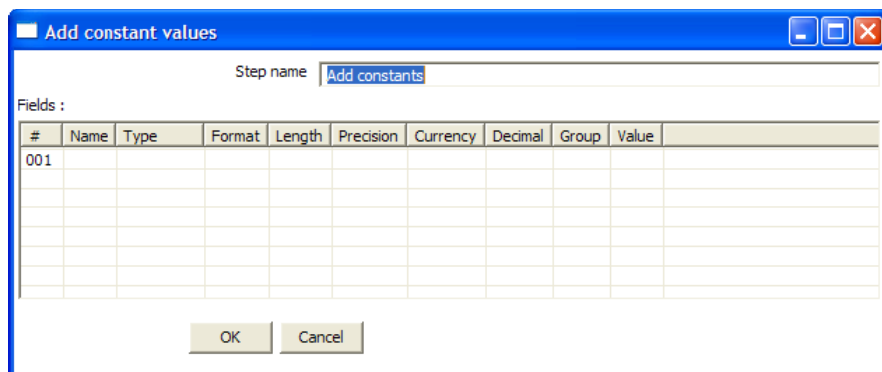 Add constant values
Step name Add constants
Fields :
# Name Type Format Length Precision Currency Decimal Group Value
001
OK Cancel